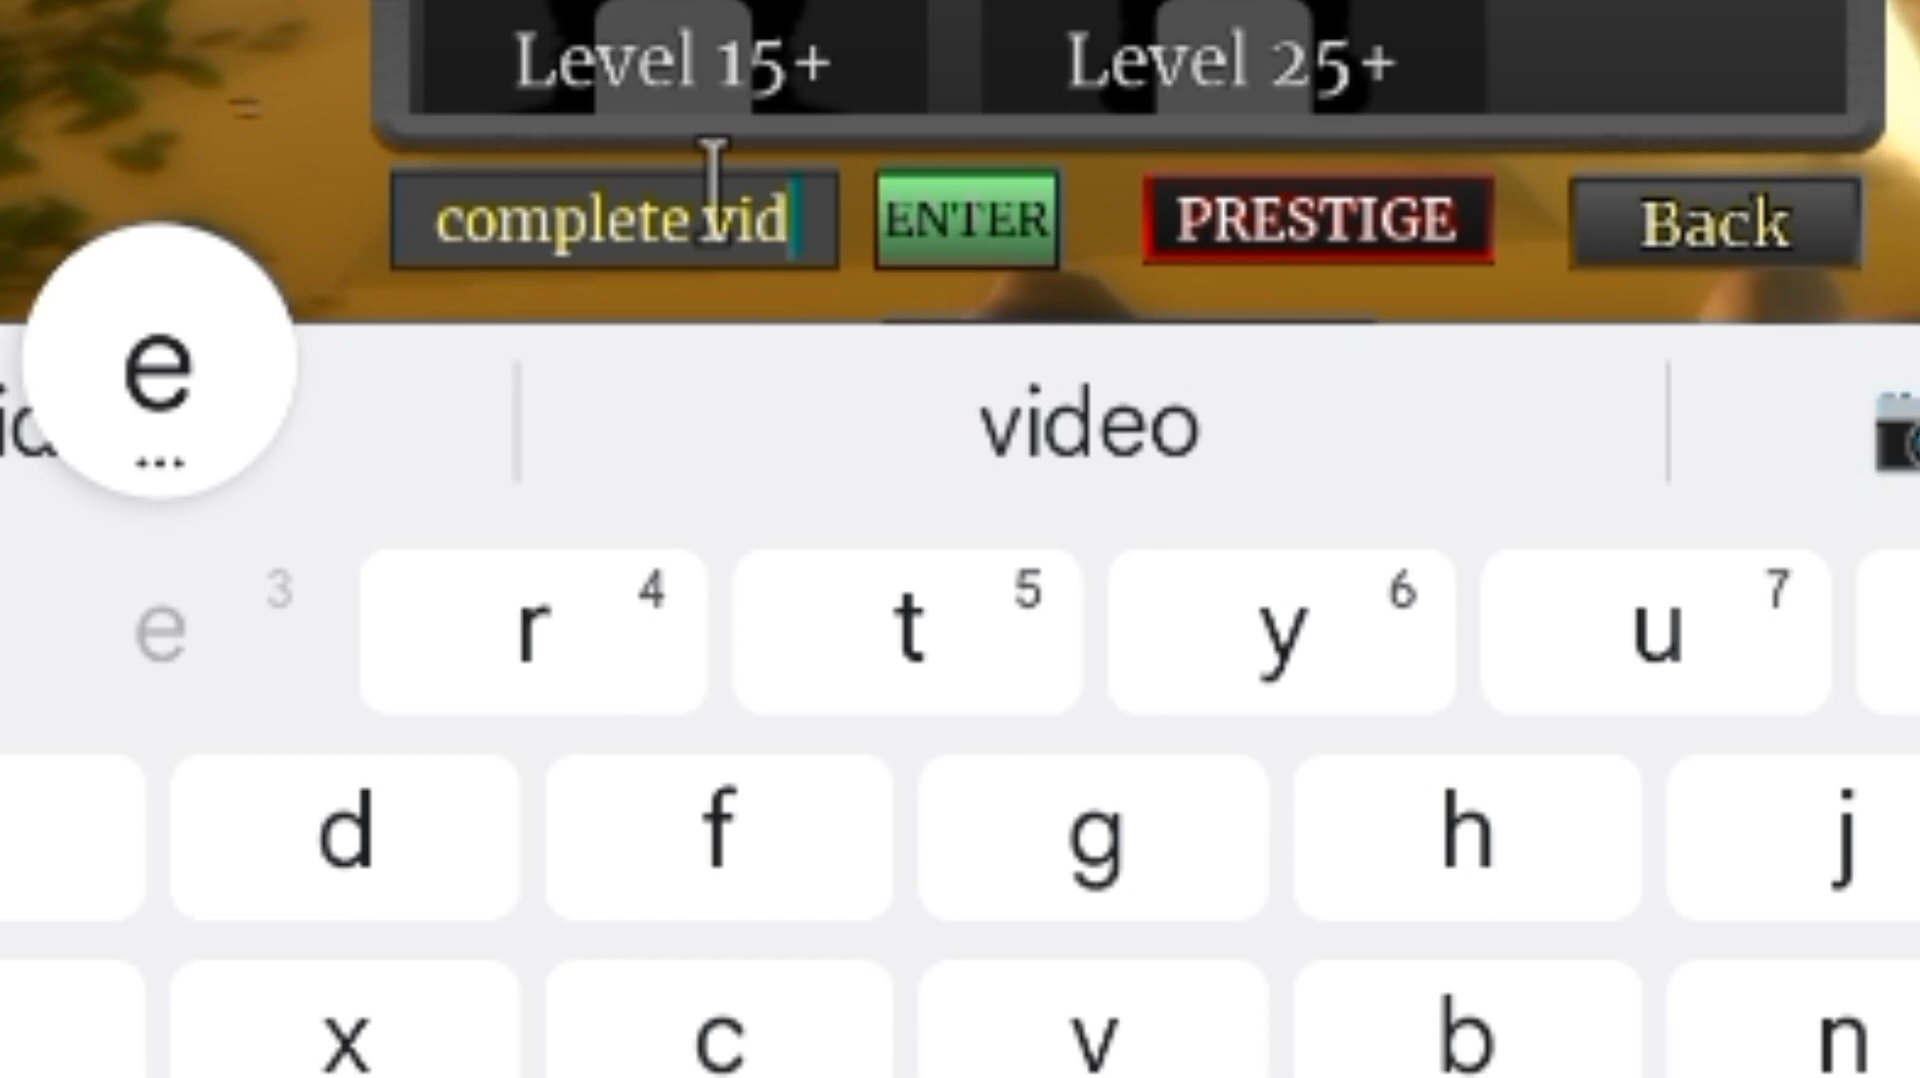 Level 15+ Level 25+
complete vid ENTER PRESTIGE Back
e
...
video
e 3 r 4 t 5 y 6 u 7
d f g h j
x c v b n